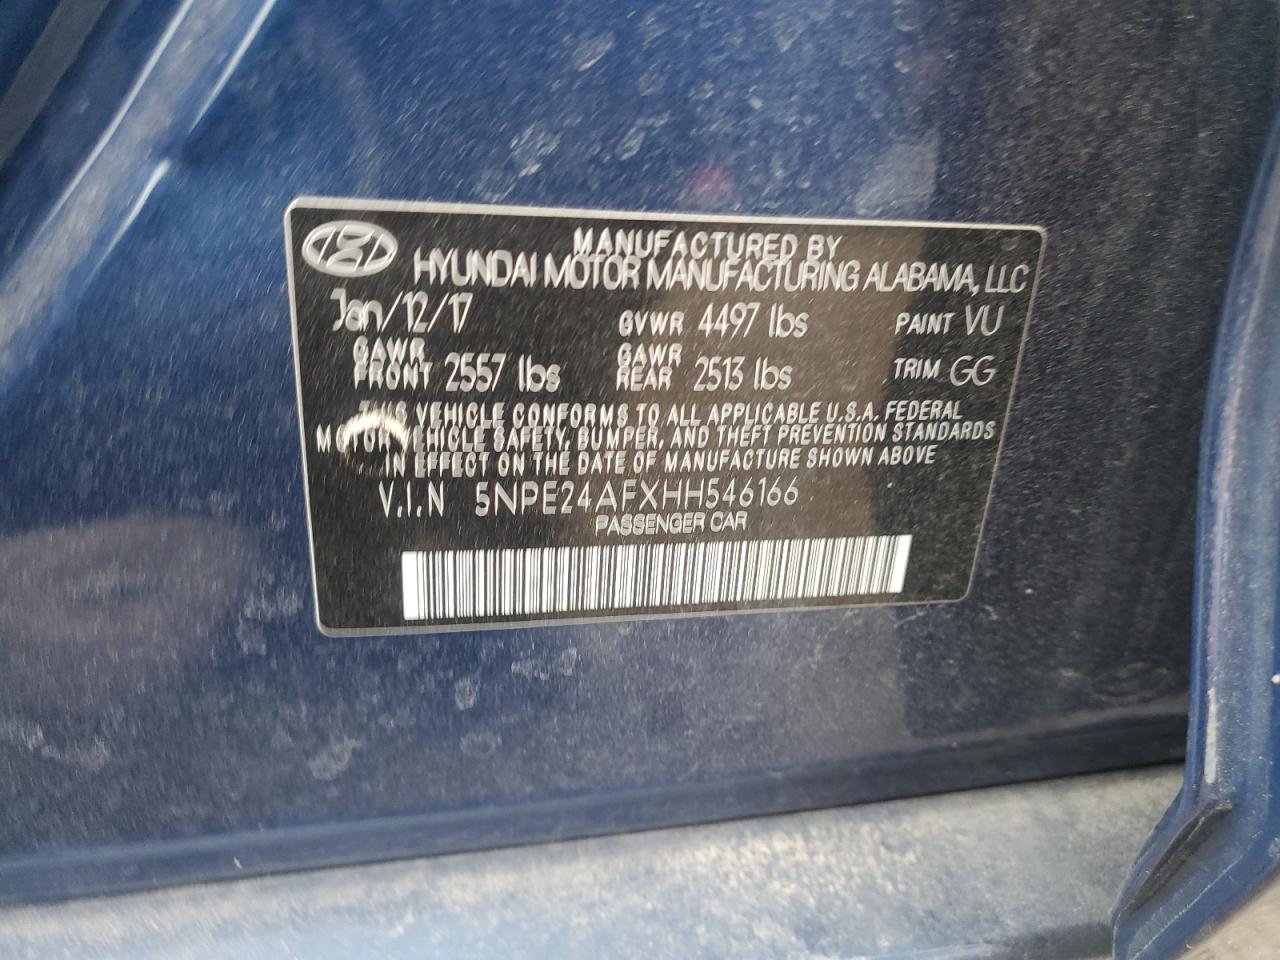 MANUFACTURED BY
HYUNDAI MOTOR MANUFACTURING ALABAMA, LLC
Jan/12/17 GVWR 4497 lbs PAINT VU
GAWR FRONT 2557 lbs GAWR REAR 2513 lbs TRIM GG
THIS VEHICLE CONFORMS TO ALL APPLICABLE U.S.A. FEDERAL
MOTOR VEHICLE SAFETY, BUMPER, AND THEFT PREVENTION STANDARDS
IN EFFECT ON THE DATE OF MANUFACTURE SHOWN ABOVE
V.I.N 5NPE24AFXHH546166
PASSENGER CAR